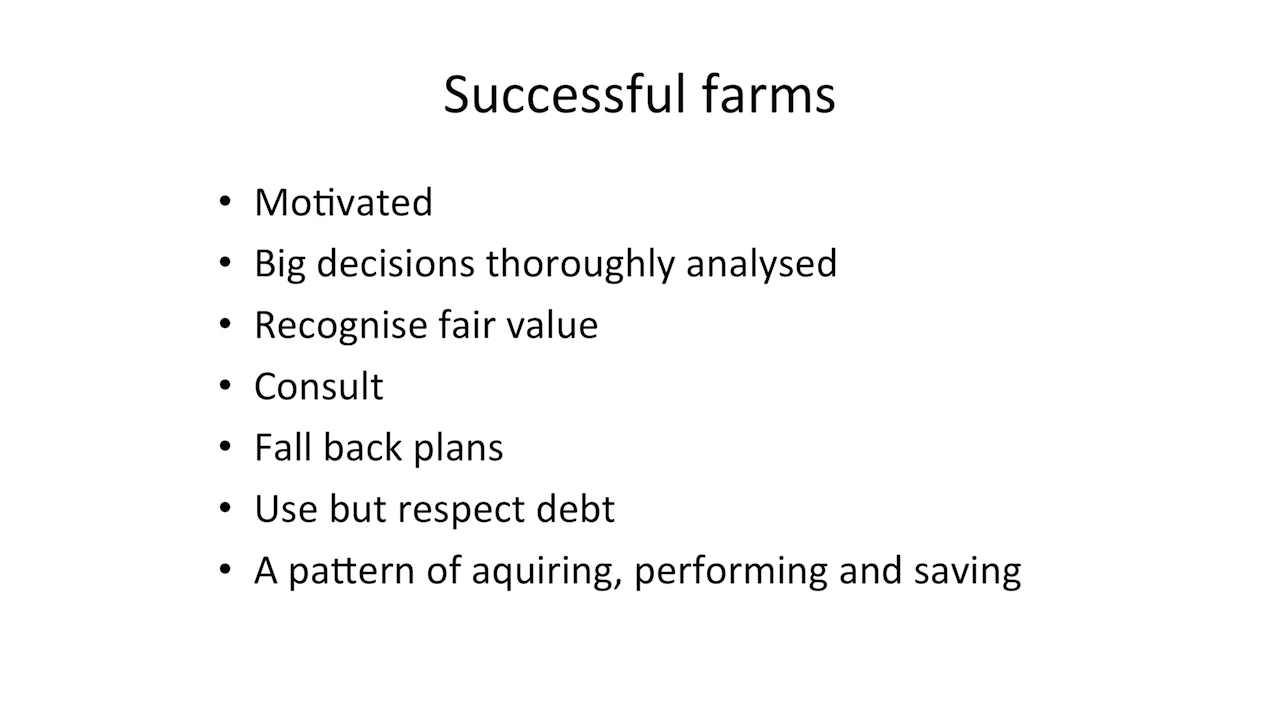 Successful farms
• Motivated
• Big decisions thoroughly analysed
• Recognise fair value
• Consult
• Fall back plans
• Use but respect debt
• A pattern of aquiring, performing and saving